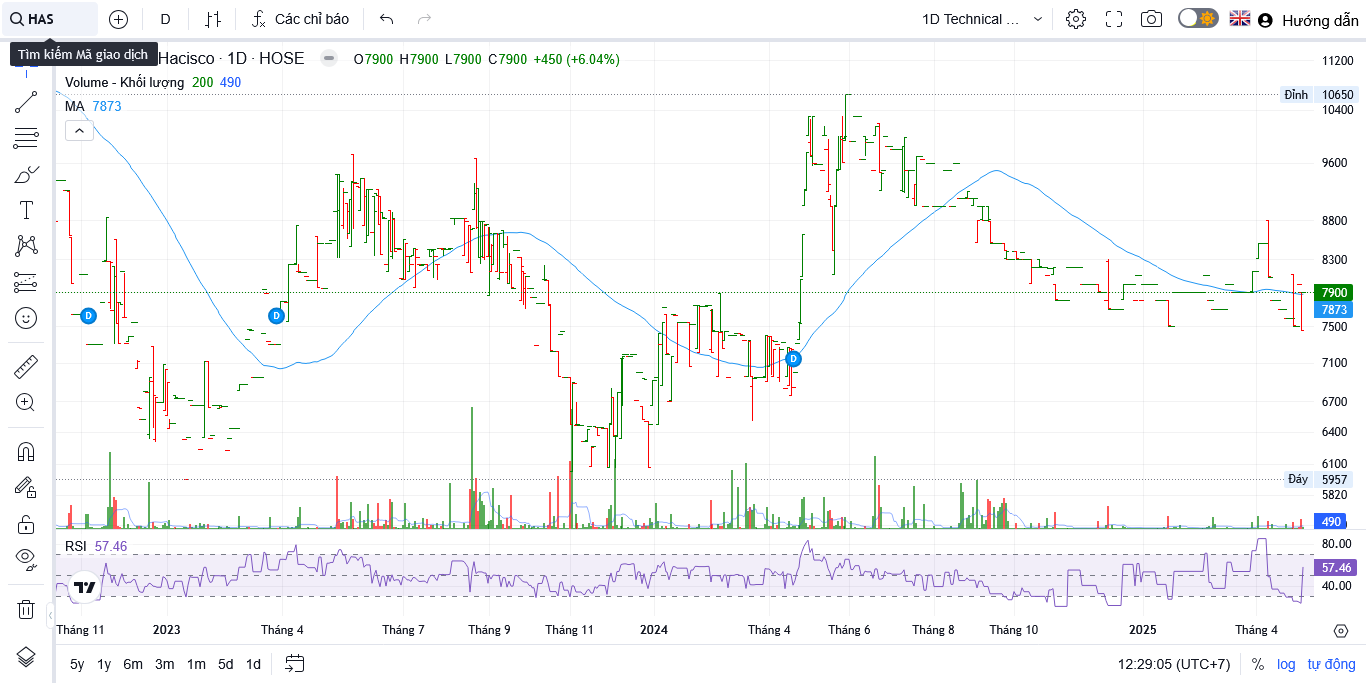 HAS D Các chỉ báo 1D Technical ... Hướng dẫn
Tìm kiếm Mã giao dịch
Hacisco · 1D · HOSE O7900 H7900 L7900 C7900 +450 (+6.04%)
Volume - Khối lượng 200 490
MA 7873
11200
Đỉnh 10650
10400
9600
8800
8300
7900
7873
7500
7100
6700
6400
6100
Đáy 5957
5820
490
D
D
D
RSI 57.46
80.00
57.46
40.00
Tháng 11 2023 Tháng 4 Tháng 7 Tháng 9 Tháng 11 2024 Tháng 4 Tháng 6 Tháng 8 Tháng 10 2025 Tháng 4
5y 1y 6m 3m 1m 5d 1d 12:29:05 (UTC+7) % log tự động